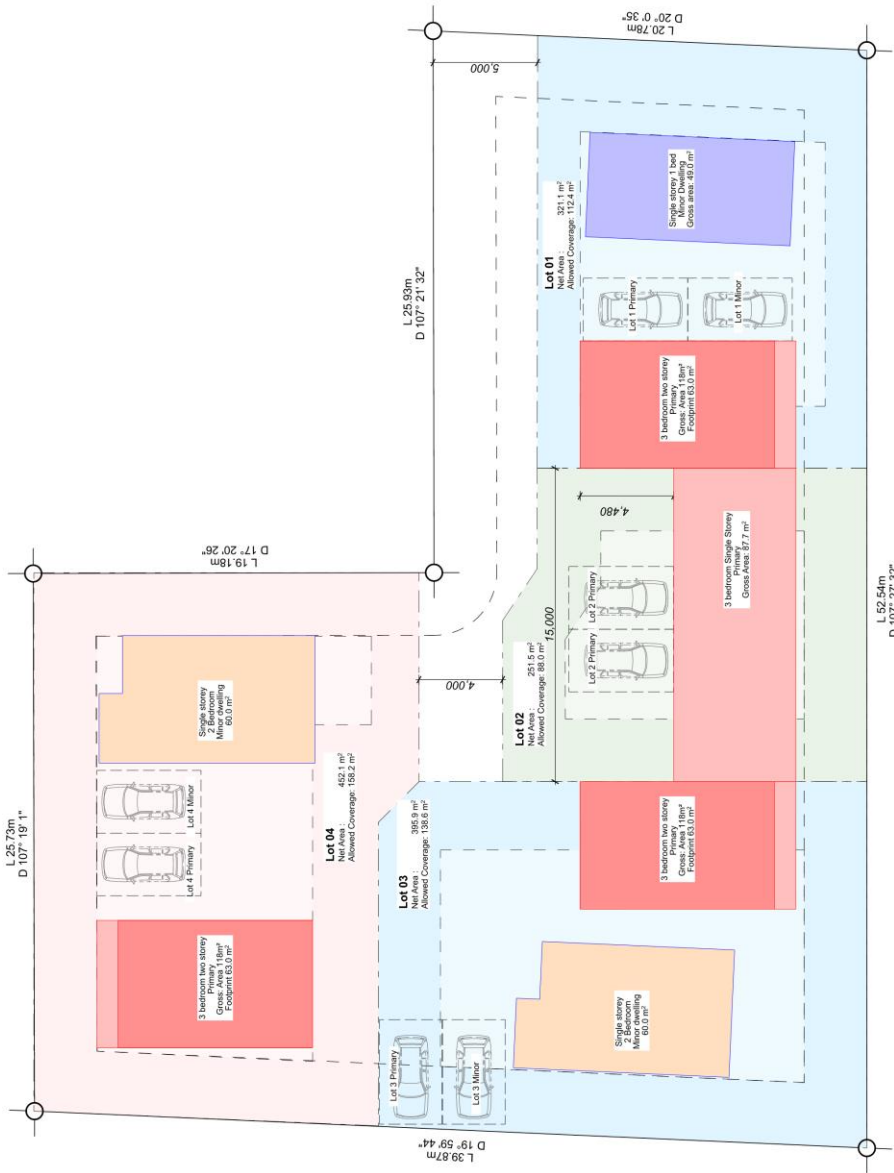 L 25.73m
D 107° 19' 1"
L 19.18m
D 17° 20' 26"
L 25.93m
D 107° 21' 32"
L 20.78m
D 20° 0' 35"
5,000
Lot 01
Net Area : 321.1 m²
Allowed Coverage: 112.4 m²
Single storey 1 bed
Minor Dwelling
Gross area: 49.0 m²
Lot 1 Primary
Lot 1 Minor
3 bedroom two storey
Primary
Gross: Area 118m²
Footprint 63.0 m²
Single storey
2 Bedroom
Minor dwelling
60.0 m²
Lot 4 Minor
Lot 4 Primary
Lot 04
Net Area : 452.1 m²
Allowed Coverage: 158.2 m²
3 bedroom two storey
Primary
Gross: Area 118m²
Footprint 63.0 m²
4,000
Lot 02
Net Area : 251.5 m²
Allowed Coverage: 88.0 m²
15,000
4,480
Lot 2 Primary
Lot 2 Primary
3 bedroom Single Storey
Primary
Gross Area: 87.7 m²
Lot 03
Net Area : 395.9 m²
Allowed Coverage: 138.6 m²
3 bedroom two storey
Primary
Gross: Area 118m²
Footprint 63.0 m²
Lot 3 Primary
Lot 3 Minor
Single storey
2 Bedroom
Minor dwelling
60.0 m²
L 39.87m
D 19° 59' 44"
L 52.54m
D 107° 27' 32"